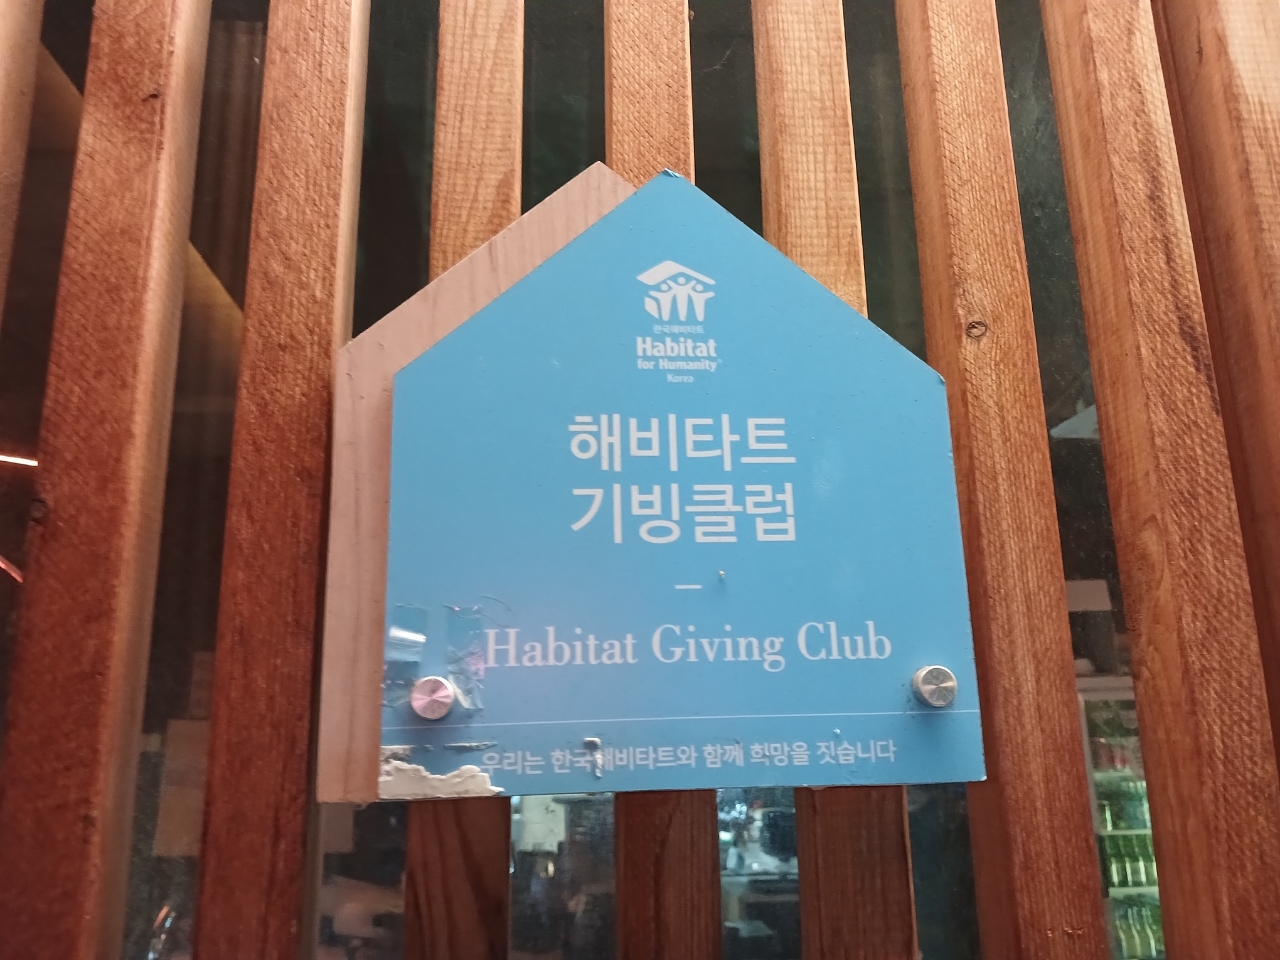 한국해비타트
Habitat
for Humanity®
Korea
해비타트
기빙클럽
Habitat Giving Club
우리는 한국해비타트와 함께 희망을 짓습니다